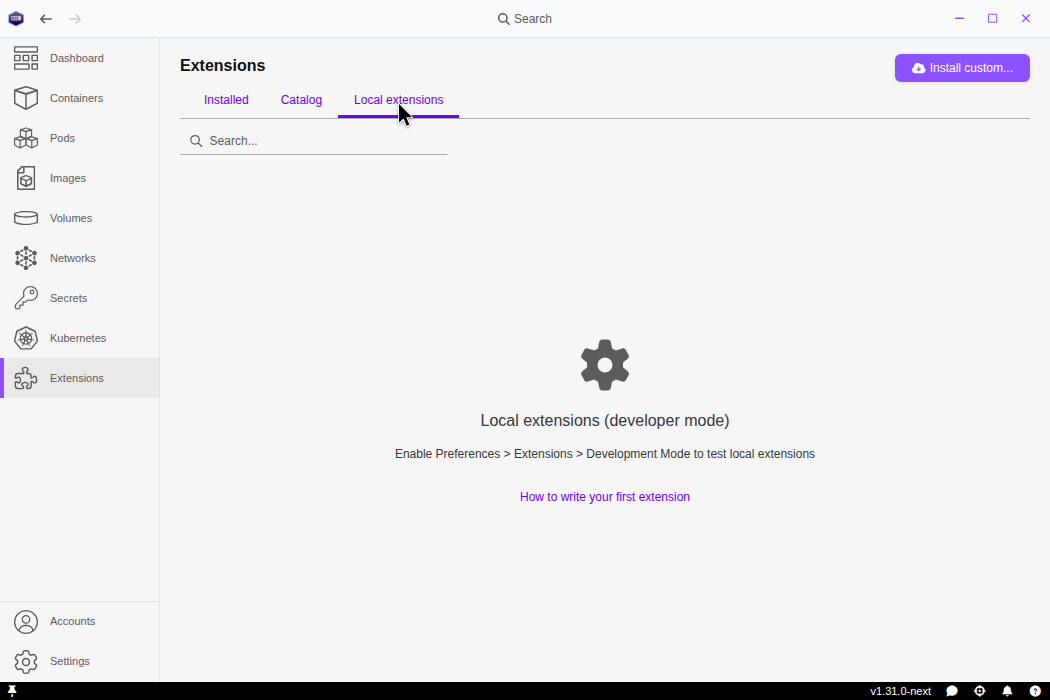 Search
Dashboard
Containers
Pods
Images
Volumes
Networks
Secrets
Kubernetes
Extensions
Accounts
Settings
Extensions
Install custom...
Installed
Catalog
Local extensions
Search...
Local extensions (developer mode)
Enable Preferences > Extensions > Development Mode to test local extensions
How to write your first extension
v1.31.0-next